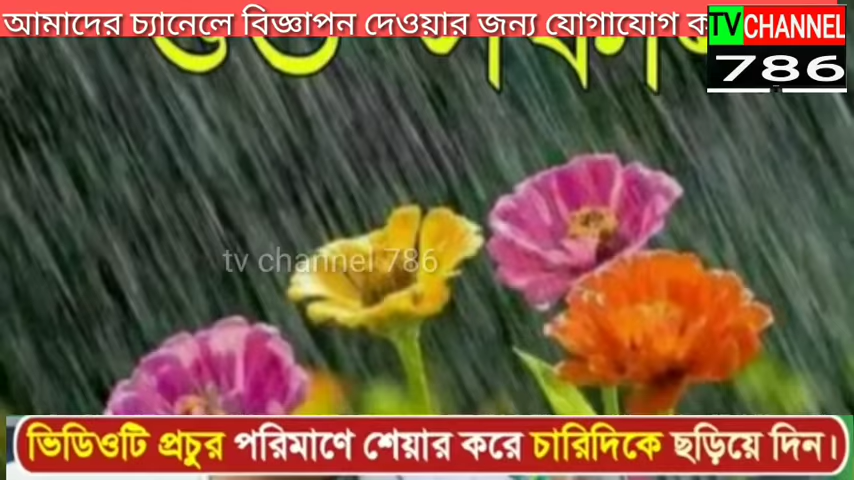 আমাদের চ্যানেলে বিজ্ঞাপন দেওয়ার জন্য যোগাযোগ
TV CHANNEL
786
tv channel 786
ভিডিওটি প্রচুর পরিমাণে শেয়ার করে চারিদিকে ছড়িয়ে দিন।